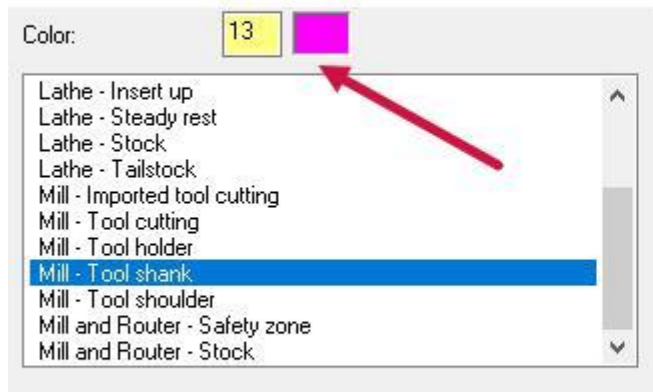 Color: 13
Lathe - Insert up
Lathe - Steady rest
Lathe - Stock
Lathe - Tailstock
Mill - Imported tool cutting
Mill - Tool cutting
Mill - Tool holder
Mill - Tool shank
Mill - Tool shoulder
Mill and Router - Safety zone
Mill and Router - Stock